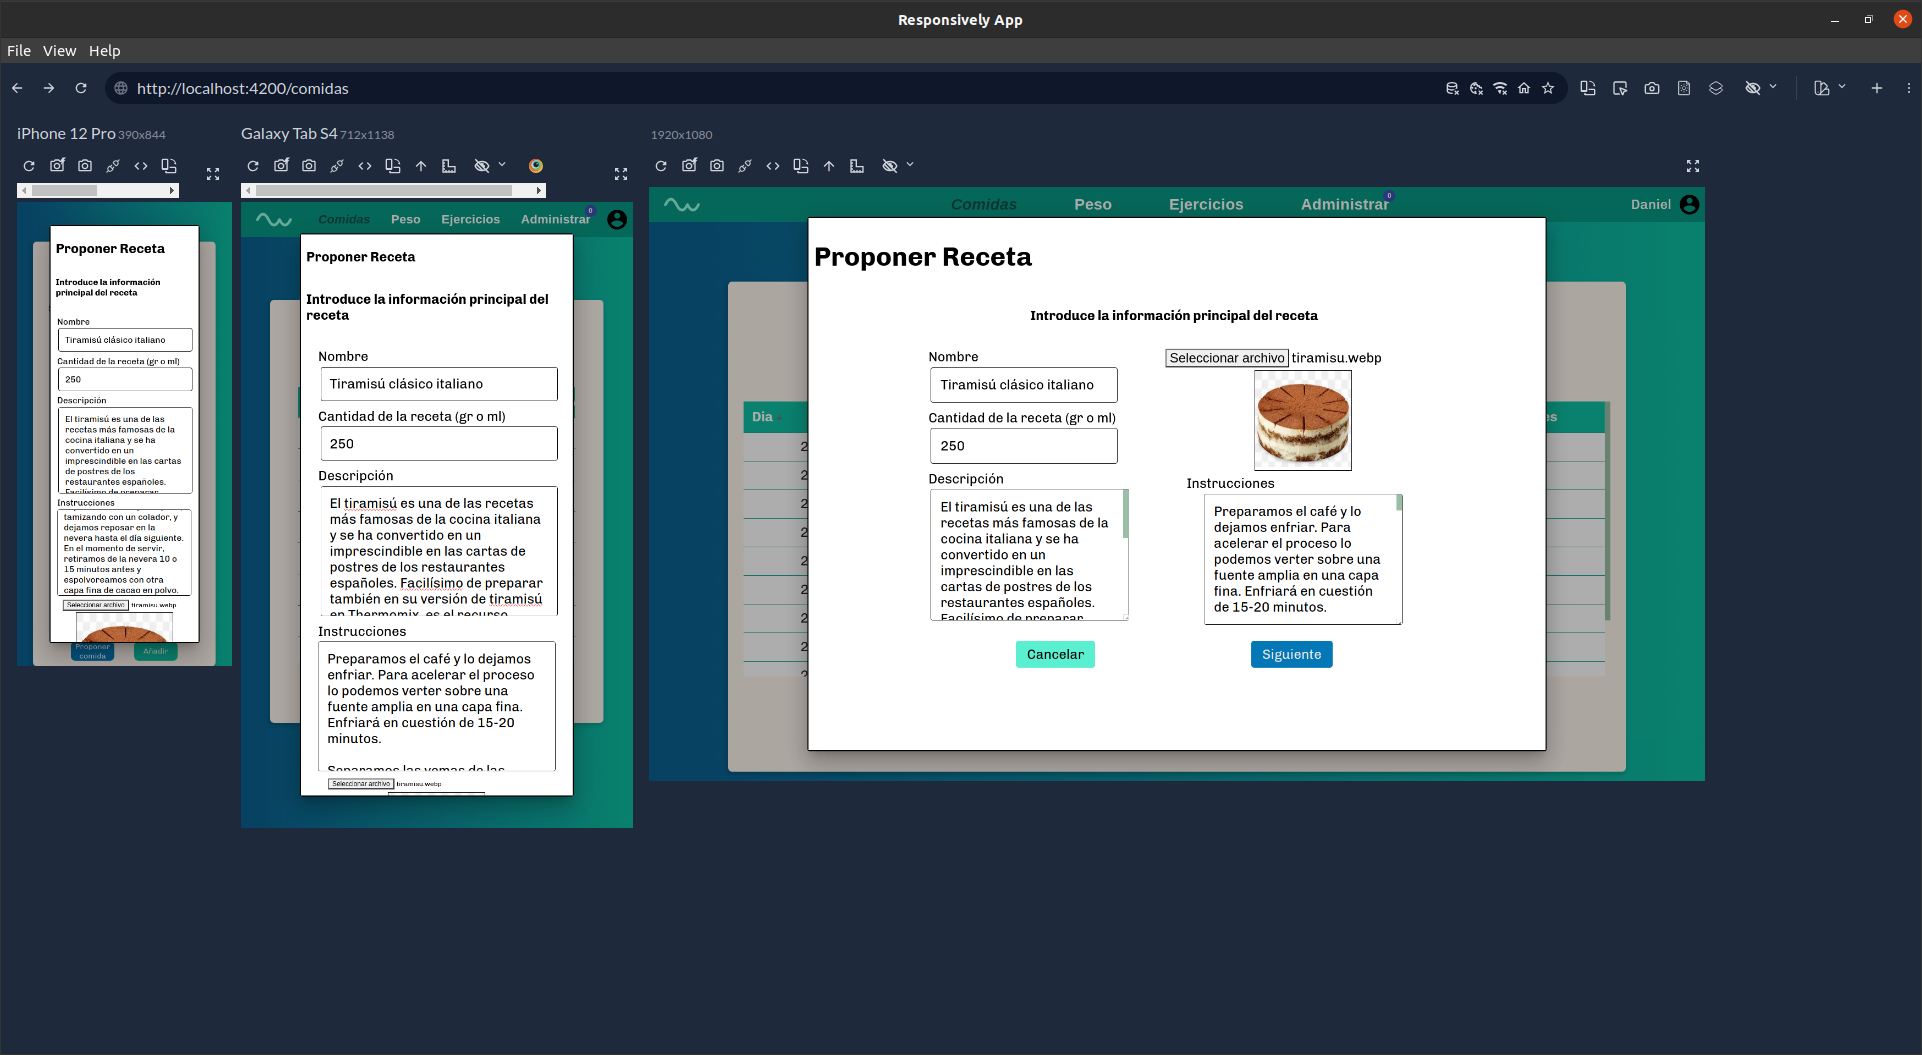 Responsively App
File View Help
http://localhost:4200/comidas
iPhone 12 Pro 390x844
Proponer Receta
Introduce la información
principal del receta
Nombre
Tiramisú clásico italiano
Cantidad de la receta (gr o ml)
250
Descripción
El tiramisú es una de las
recetas más famosas de la
cocina italiana y se ha
convertido en un
imprescindible en las cartas
de postres de los
restaurantes españoles.
Facilísimo de preparar
Instrucciones
tamizando con un colador, y
dejamos reposar en la
nevera hasta el día siguiente.
En el momento de servir,
retiramos de la nevera 10 o
15 minutos antes y
espolvoreamos con otra
capa fina de cacao en polvo.
Seleccionar archivo tiramisu.webp
Proponer
comida
Añadir
Galaxy Tab S4 712x1138
Comidas Peso Ejercicios Administrar 0
Proponer Receta
Introduce la información principal del
receta
Nombre
Tiramisú clásico italiano
Cantidad de la receta (gr o ml)
250
Descripción
El tiramisú es una de las recetas
más famosas de la cocina italiana
y se ha convertido en un
imprescindible en las cartas de
postres de los restaurantes
españoles. Facilísimo de preparar
también en su versión de tiramisú
en Thermomix, es el recurso
Instrucciones
Preparamos el café y lo dejamos
enfriar. Para acelerar el proceso
lo podemos verter sobre una
fuente amplia en una capa fina.
Enfriará en cuestión de 15-20
minutos.
Separamos las yemas de las
Seleccionar archivo tiramisu.webp
1920x1080
Comidas Peso Ejercicios Administrar 0 Daniel
Proponer Receta
Introduce la información principal del receta
Nombre
Tiramisú clásico italiano
Cantidad de la receta (gr o ml)
250
Descripción
El tiramisú es una de las
recetas más famosas de la
cocina italiana y se ha
convertido en un
imprescindible en las
cartas de postres de los
restaurantes españoles.
Facilísimo de preparar
Seleccionar archivo tiramisu.webp
Instrucciones
Preparamos el café y lo
dejamos enfriar. Para
acelerar el proceso lo
podemos verter sobre una
fuente amplia en una capa
fina. Enfriará en cuestión
de 15-20 minutos.
Cancelar
Siguiente
Dia
es
2
2
2
2
2
2
2
2
2